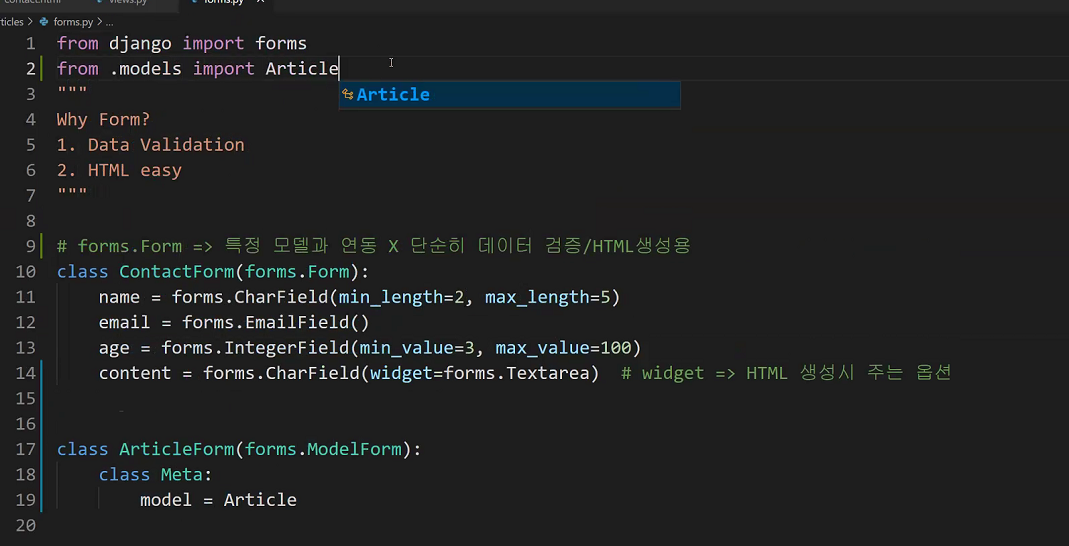 contact.html views.py forms.py
ticles > forms.py > ...
1 from django import forms
2 from .models import Article
Article
3 """
4 Why Form?
5 1. Data Validation
6 2. HTML easy
7 """
8
9 # forms.Form => 특정 모델과 연동 X 단순히 데이터 검증/HTML생성용
10 class ContactForm(forms.Form):
11 name = forms.CharField(min_length=2, max_length=5)
12 email = forms.EmailField()
13 age = forms.IntegerField(min_value=3, max_value=100)
14 content = forms.CharField(widget=forms.Textarea) # widget => HTML 생성시 주는 옵션
15
16
17 class ArticleForm(forms.ModelForm):
18 class Meta:
19 model = Article
20